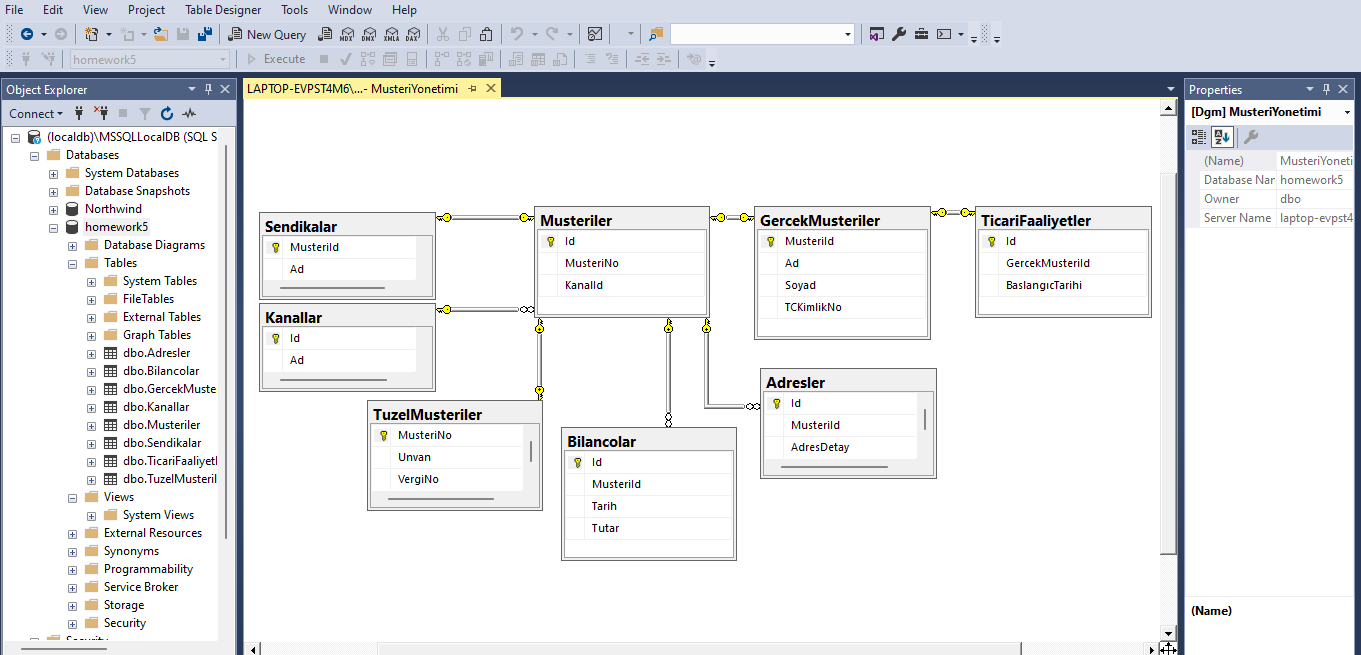 File Edit View Project Table Designer Tools Window Help
New Query MDX DMX XMLA DAX
homework5 Execute
Object Explorer
Connect
(localdb)\MSSQLLocalDB (SQL S
Databases
System Databases
Database Snapshots
Northwind
homework5
Database Diagrams
Tables
System Tables
FileTables
External Tables
Graph Tables
dbo.Adresler
dbo.Bilancolar
dbo.GercekMuste
dbo.Kanallar
dbo.Musteriler
dbo.Sendikalar
dbo.TicariFaaliyetl
dbo.TuzelMusteril
Views
System Views
External Resources
Synonyms
Programmability
Service Broker
Storage
Security
Security
LAPTOP-EVPST4M6\...- MusteriYonetimi
Sendikalar
MusteriId
Ad
Kanallar
Id
Ad
Musteriler
Id
MusteriNo
KanalId
GercekMusteriler
MusteriId
Ad
Soyad
TCKimlikNo
TicariFaaliyetler
Id
GercekMusteriId
BaslangıcTarihi
TuzelMusteriler
MusteriNo
Unvan
VergiNo
Bilancolar
Id
MusteriId
Tarih
Tutar
Adresler
Id
MusteriId
AdresDetay
Properties
[Dgm] MusteriYonetimi
(Name) MusteriYoneti
Database Nar homework5
Owner dbo
Server Name laptop-evpst4
(Name)